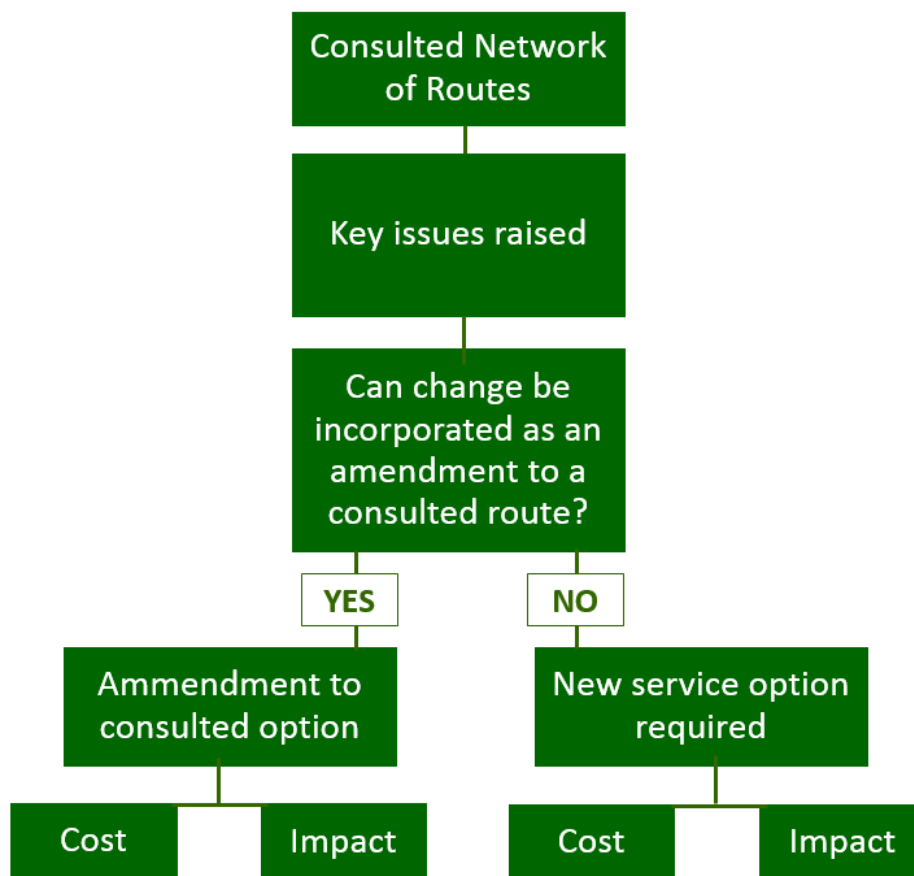 Consulted Network
of Routes
Key issues raised
Can change be
incorporated as an
amendment to a
consulted route?
YES
NO
Ammendment to
consulted option
New service option
required
Cost
Impact
Cost
Impact